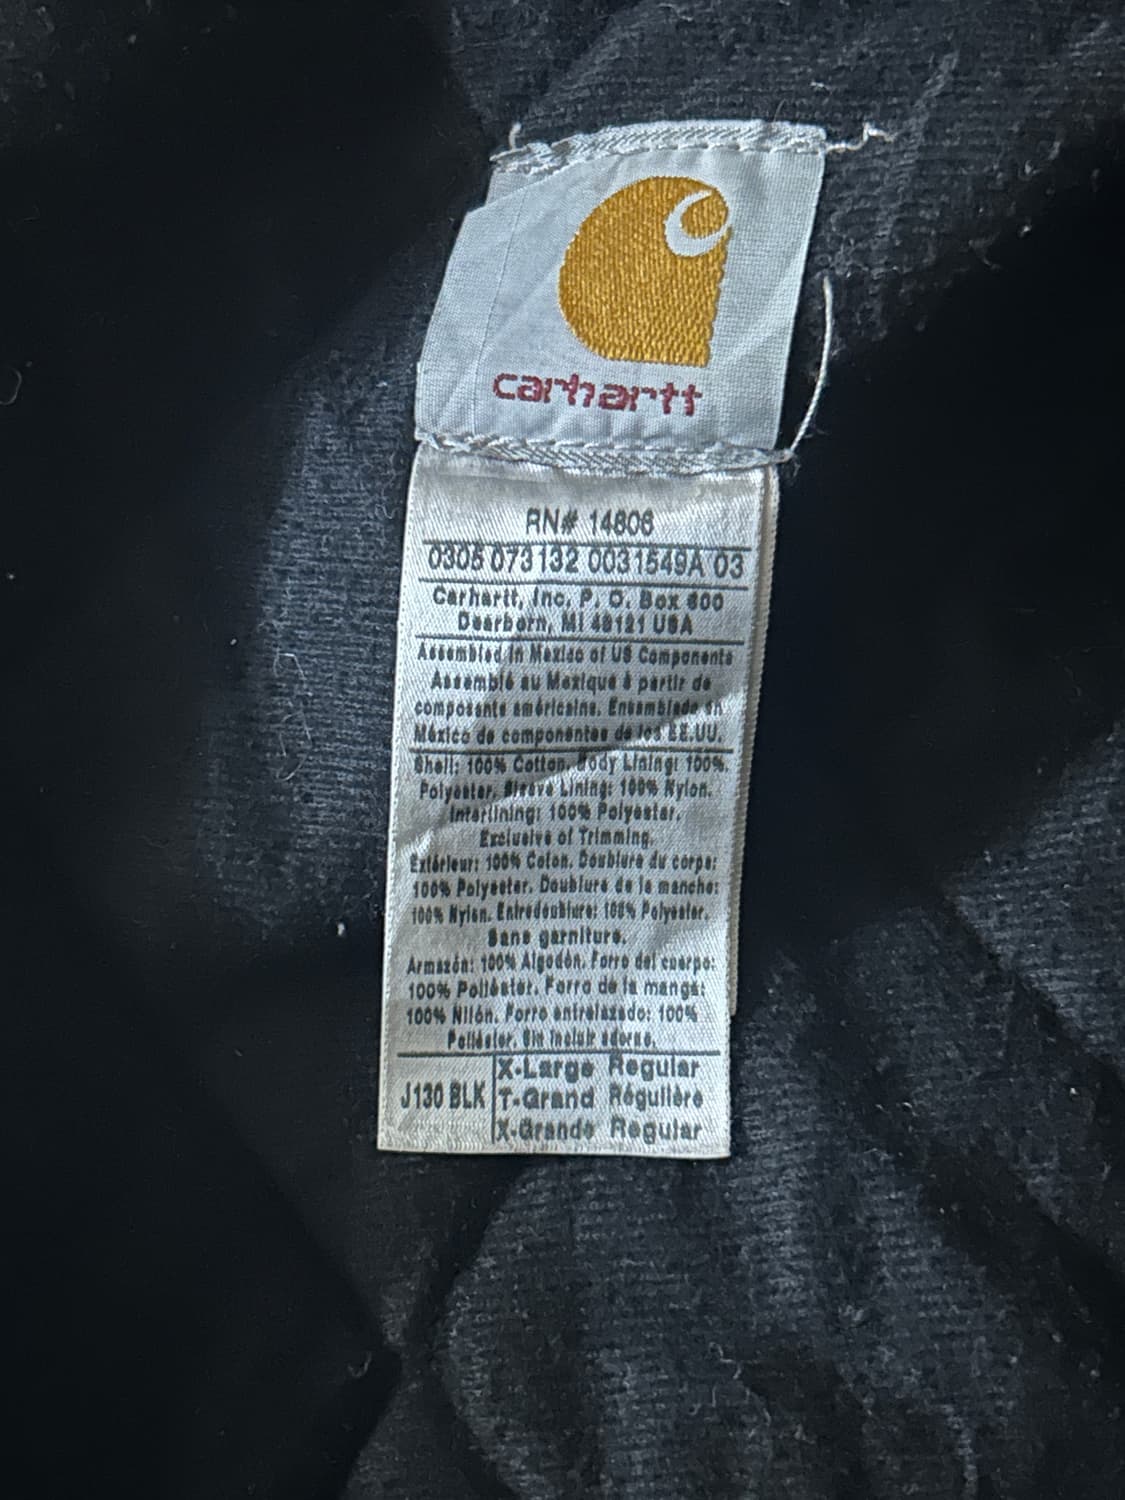 carhartt
RN# 14806
0305 073132 0031549A 03
Carhartt, Inc. P. O. Box 600
Dearborn, MI 48121 USA
Assembled in Mexico of US Components
Assemblé au Mexique à partir de
composants américains. Ensamblado en
México de componentes de los EE.UU.
Shell: 100% Cotton. Body Lining: 100%
Polyester. Sleeve Lining: 100% Nylon.
Interlining: 100% Polyester.
Exclusive of Trimming.
Extérieur: 100% Coton. Doublure du corps:
100% Polyester. Doublure de la manche:
100% Nylon. Entredoublure: 100% Polyester.
Sans garniture.
Armazón: 100% Algodón. Forro del cuerpo:
100% Poliéster. Forro de la manga:
100% Nilón. Forro entrelazado: 100%
Poliéster. Sin incluir adorno.
J130 BLK
X-Large Regular
T-Grand Régulière
X-Grande Regular